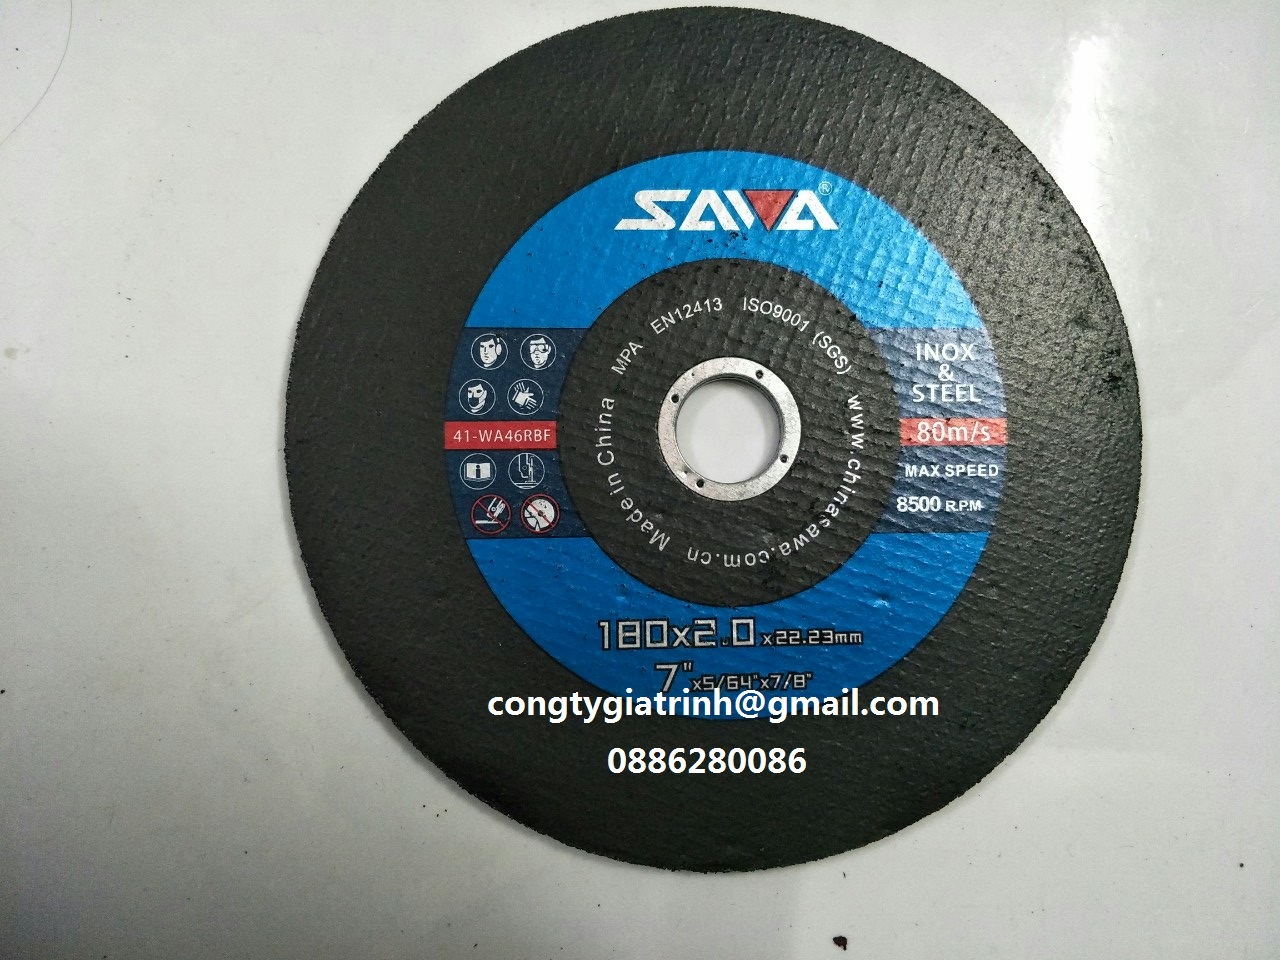 SAWA®
MPA EN12413 ISO9001 (SGS) www.chinasawa.com.cn Made in China
INOX
&
STEEL
41-WA46RBF
80m/s
MAX SPEED
8500 R.P.M
180x2.0x22.23mm
7"x5/64"x7/8"
congtygiatrinh@gmail.com
0886280086